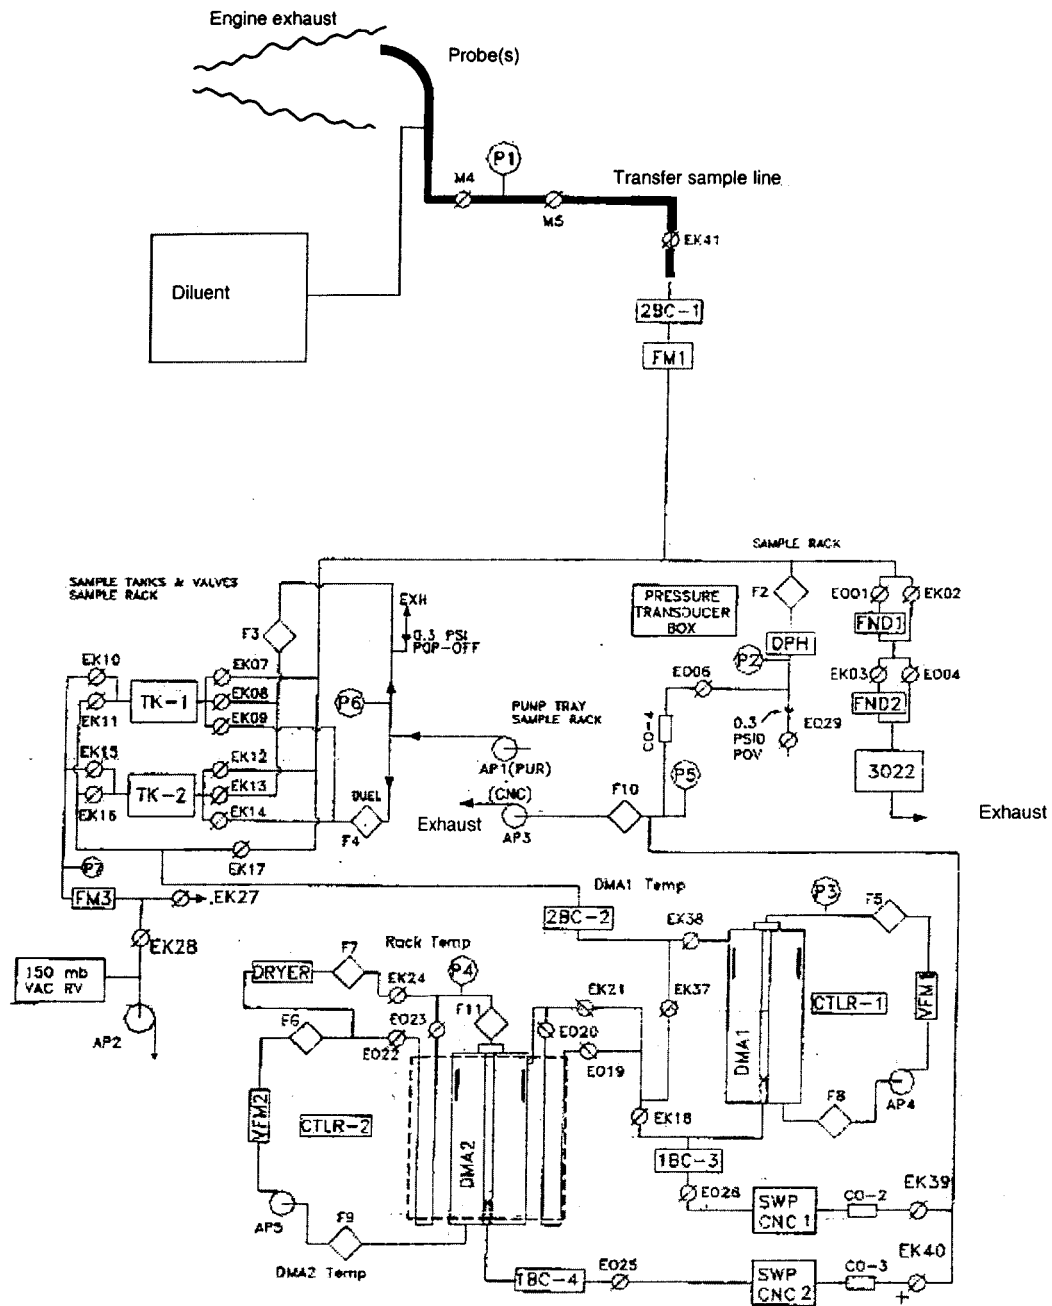 Engine exhaust
Probe(s)
P1
M4
M5
Transfer sample line
EK41
Diluent
2BC-1
FM1
SAMPLE RACK
SAMPLE TANKS & VALVES
SAMPLE RACK
EXH
0.3 PSI
POP-OFF
PRESSURE
TRANSDUCER
BOX
F2
EO01
EK02
FND1
F3
DPH
P2
EK10
EK07
EO06
EK03
EO04
TK-1
EK08
P6
PUMP TRAY
SAMPLE RACK
FND2
EK11
EK09
CO-4
0.3
PSID
POV
EO29
EK15
EK12
AP1(PUR)
P5
3022
TK-2
EK13
DUEL
(CNC)
F10
EK16
EK14
F4
Exhaust
AP3
Exhaust
EK17
P7
DMA1 Temp
FM3
EK27
2BC-2
EK38
P3
F5
EK28
Rack Temp
F7
150 mb
VAC RV
DRYER
EK24
P4
EK21
EK37
CTLR-1
VFM1
F6
EO23
F11
EO20
AP2
EO22
EO19
DMA1
F8
AP4
VFM2
CTLR-2
EK18
DMA2
1BC-3
EO26
SWP
CNC 1
CO-2
EK39
AP5
F9
DMA2 Temp
EO25
EK40
1BC-4
SWP
CNC 2
CO-3
+